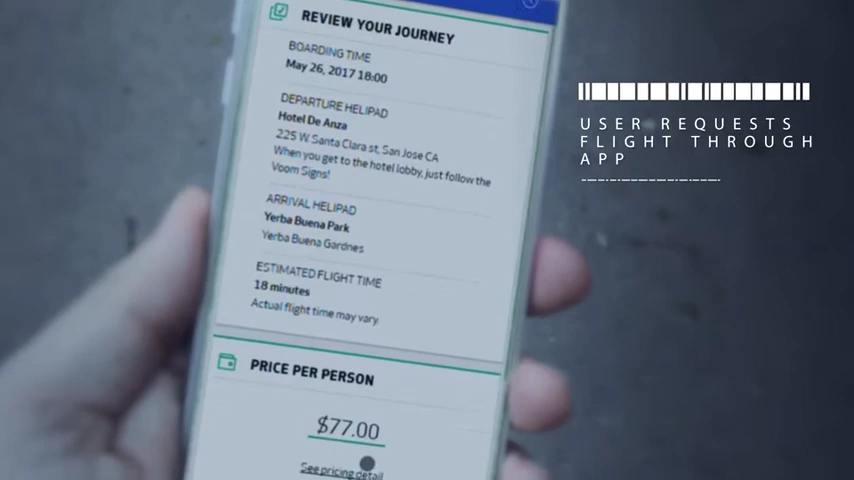 REVIEW YOUR JOURNEY
BOARDING TIME
May 26, 2017 18:00
DEPARTURE HELIPAD
Hotel De Anza
225 W. Santa Clara st, San Jose CA
When you get to the hotel lobby, just follow the
Voom Signs!
ARRIVAL HELIPAD
Yerba Buena Park
Yerba Buena Gardnes
ESTIMATED FLIGHT TIME
18 minutes
Actual flight time may vary.
PRICE PER PERSON
$77.00
See pricing detail
USER REQUESTS
FLIGHT THROUGH
APP